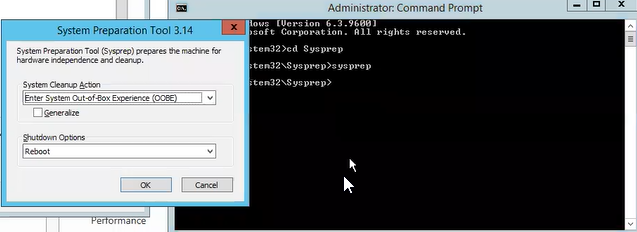 System Preparation Tool 3.14
System Preparation Tool (Sysprep) prepares the machine for
hardware independence and cleanup.
System Cleanup Action
Enter System Out-of-Box Experience (OOBE)
Generalize
Shutdown Options
Reboot
OK
Cancel
Administrator: Command Prompt
dows [Version 6.3.9600]
osoft Corporation. All rights reserved.
stem32>cd Sysprep
stem32\Sysprep>sysprep
stem32\Sysprep>
Performance